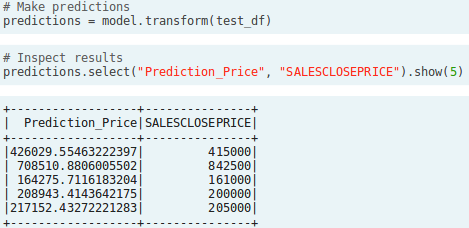 # Make predictions
predictions = model.transform(test_df)
# Inspect results
predictions.select("Prediction_Price", "SALESCLOSEPRICE").show(5)
+------------------+---------------+
|  Prediction_Price|SALESCLOSEPRICE|
+------------------+---------------+
|426029.55463222397|         415000|
| 708510.8806005502|         842500|
| 164275.7116183204|         161000|
| 208943.4143642175|         200000|
|217152.43272221283|         205000|
+------------------+---------------+